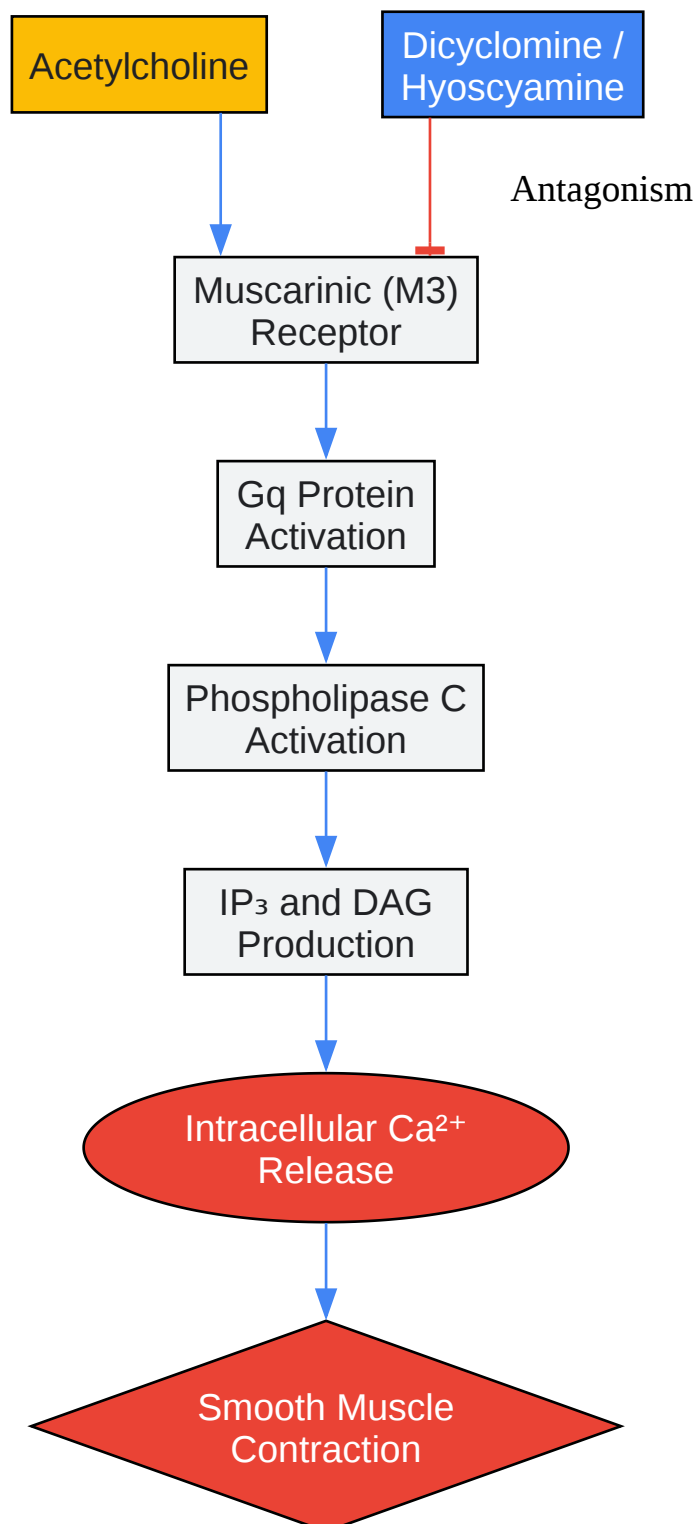 Acetylcholine
Dicyclomine /
Hyoscyamine
Antagonism
Muscarinic (M3)
Receptor
Gq Protein
Activation
Phospholipase C
Activation
IP₃ and DAG
Production
Intracellular Ca²⁺
Release
Smooth Muscle
Contraction